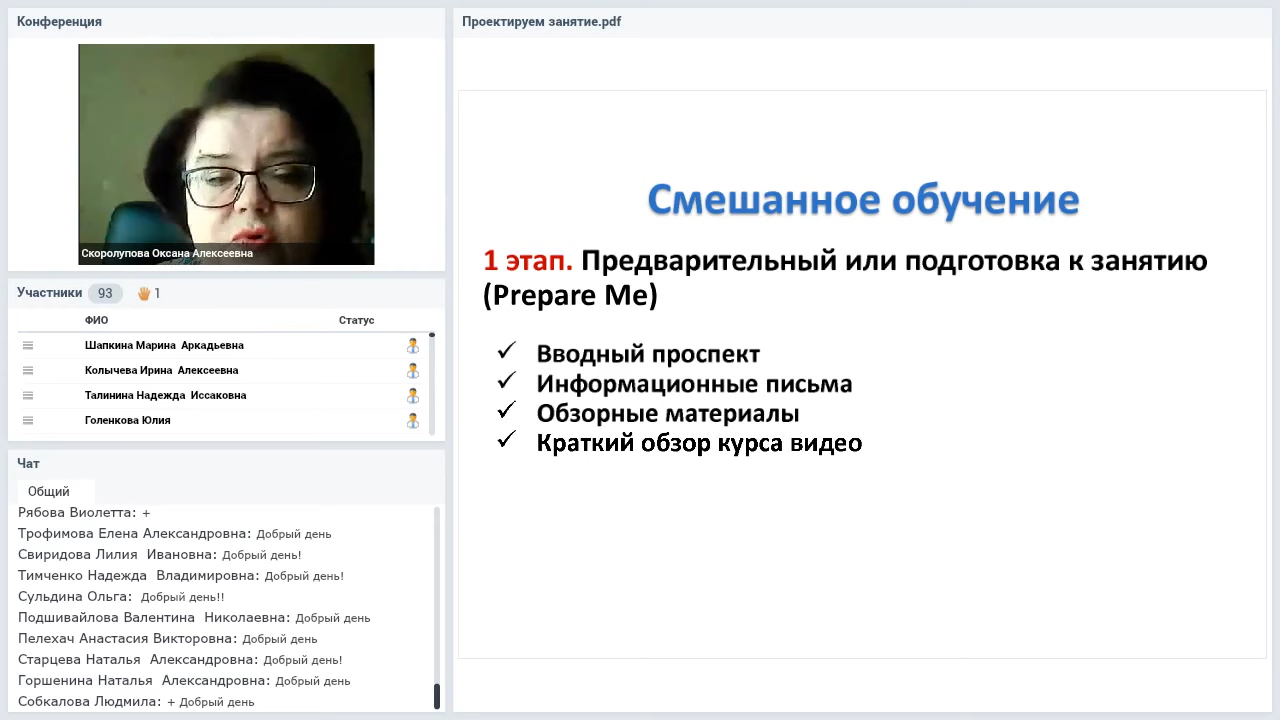 Конференция
Скоролупова Оксана Алексеевна
Участники 93 1
ФИО Статус
Шапкина Марина Аркадьевна
Колычева Ирина Алексеевна
Талинина Надежда Иссаковна
Голенкова Юлия
Чат
Общий
Рябова Виолетта: +
Трофимова Елена Александровна: Добрый день
Свиридова Лилия Ивановна: Добрый день!
Тимченко Надежда Владимировна: Добрый день!
Сульдина Ольга: Добрый день!!
Подшивайлова Валентина Николаевна: Добрый день
Пелехач Анастасия Викторовна: Добрый день
Старцева Наталья Александровна: Добрый день!
Горшенина Наталья Александровна: Добрый день
Собкалова Людмила: + Добрый день
Проектируем занятие.pdf
Смешанное обучение
1 этап. Предварительный или подготовка к занятию
(Prepare Me)
✓ Вводный проспект
✓ Информационные письма
✓ Обзорные материалы
✓ Краткий обзор курса видео